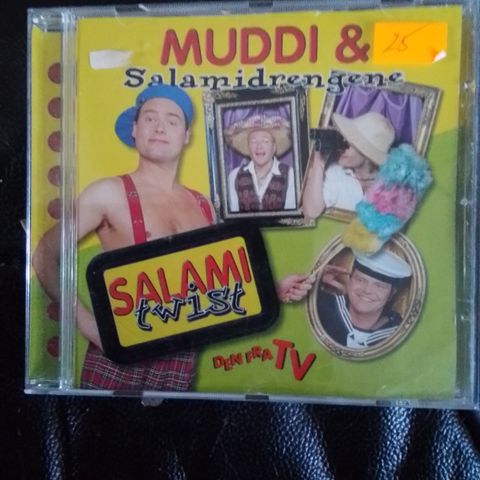 MUDDI &
25
Salamidrengene
SALAMI
twist
DEN FRA TV